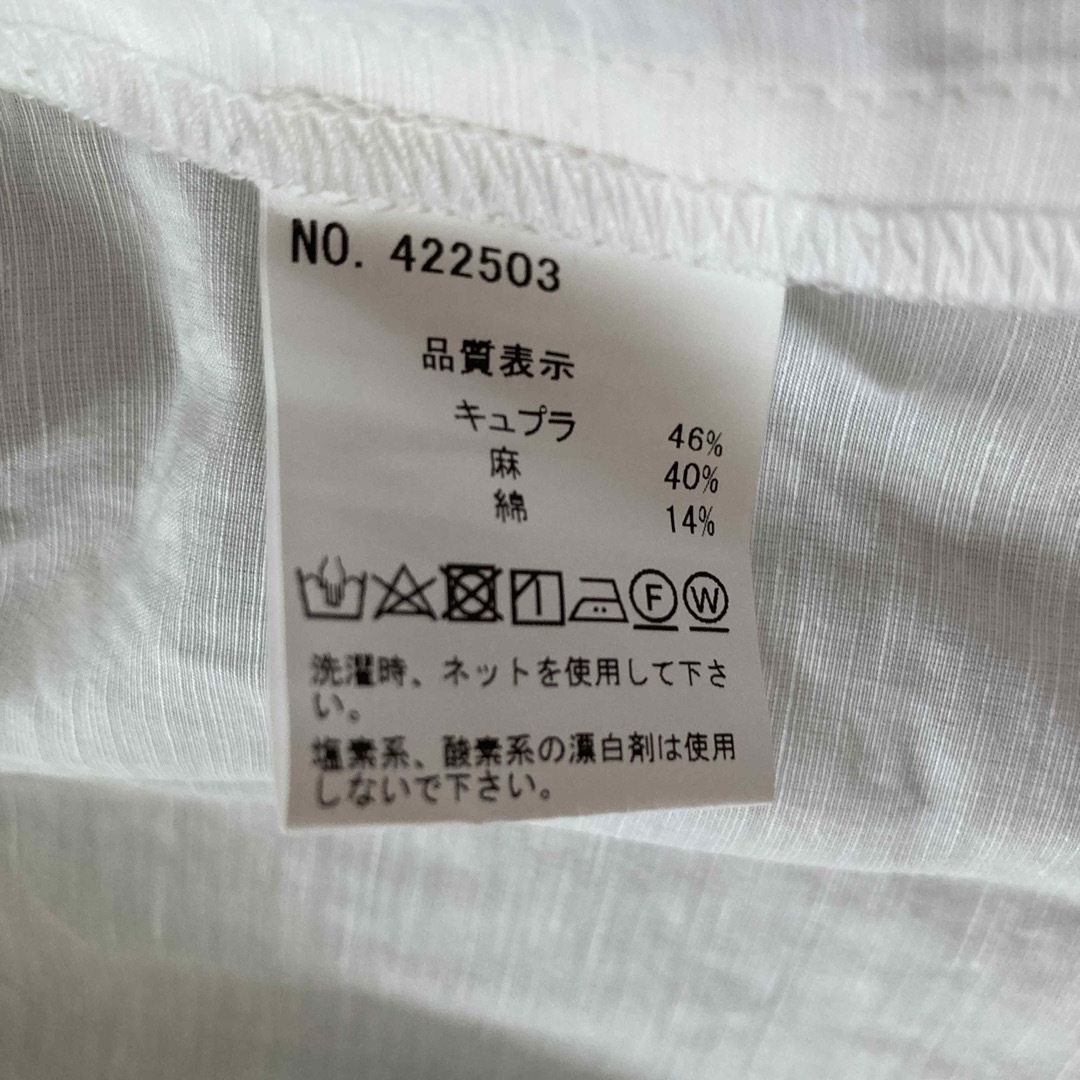 NO. 422503
品質表示
キュプラ 46%
麻 40%
綿 14%
F W
洗濯時、ネットを使用して下さ
い。
塩素系、酸素系の漂白剤は使用
しないで下さい。